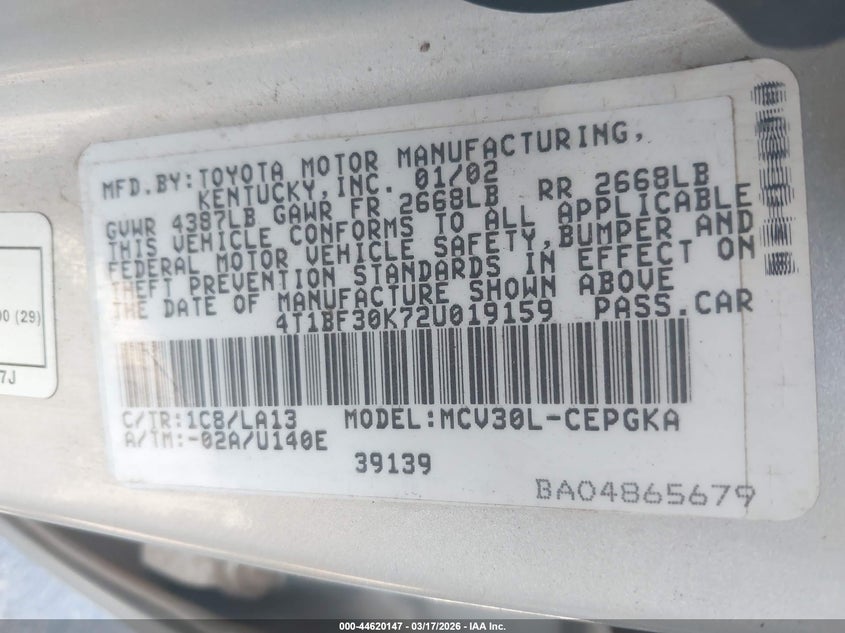 MFD.BY:TOYOTA MOTOR MANUFACTURING,
KENTUCKY,INC. 01/02
GVWR 4387LB GAWR FR 2668LB RR 2668LB
THIS VEHICLE CONFORMS TO ALL APPLICABLE
FEDERAL MOTOR VEHICLE SAFETY,BUMPER AND
THEFT PREVENTION STANDARDS IN EFFECT ON
THE DATE OF MANUFACTURE SHOWN ABOVE
4T1BF30K72U019159 PASS.CAR
C/TR:1C8/LA13 MODEL:MCV30L-CEPGKA
A/TM:-02A/U140E
39139
BA04865679
(29)
7J
000-44620147 — 03/17/2026 — IAA Inc.